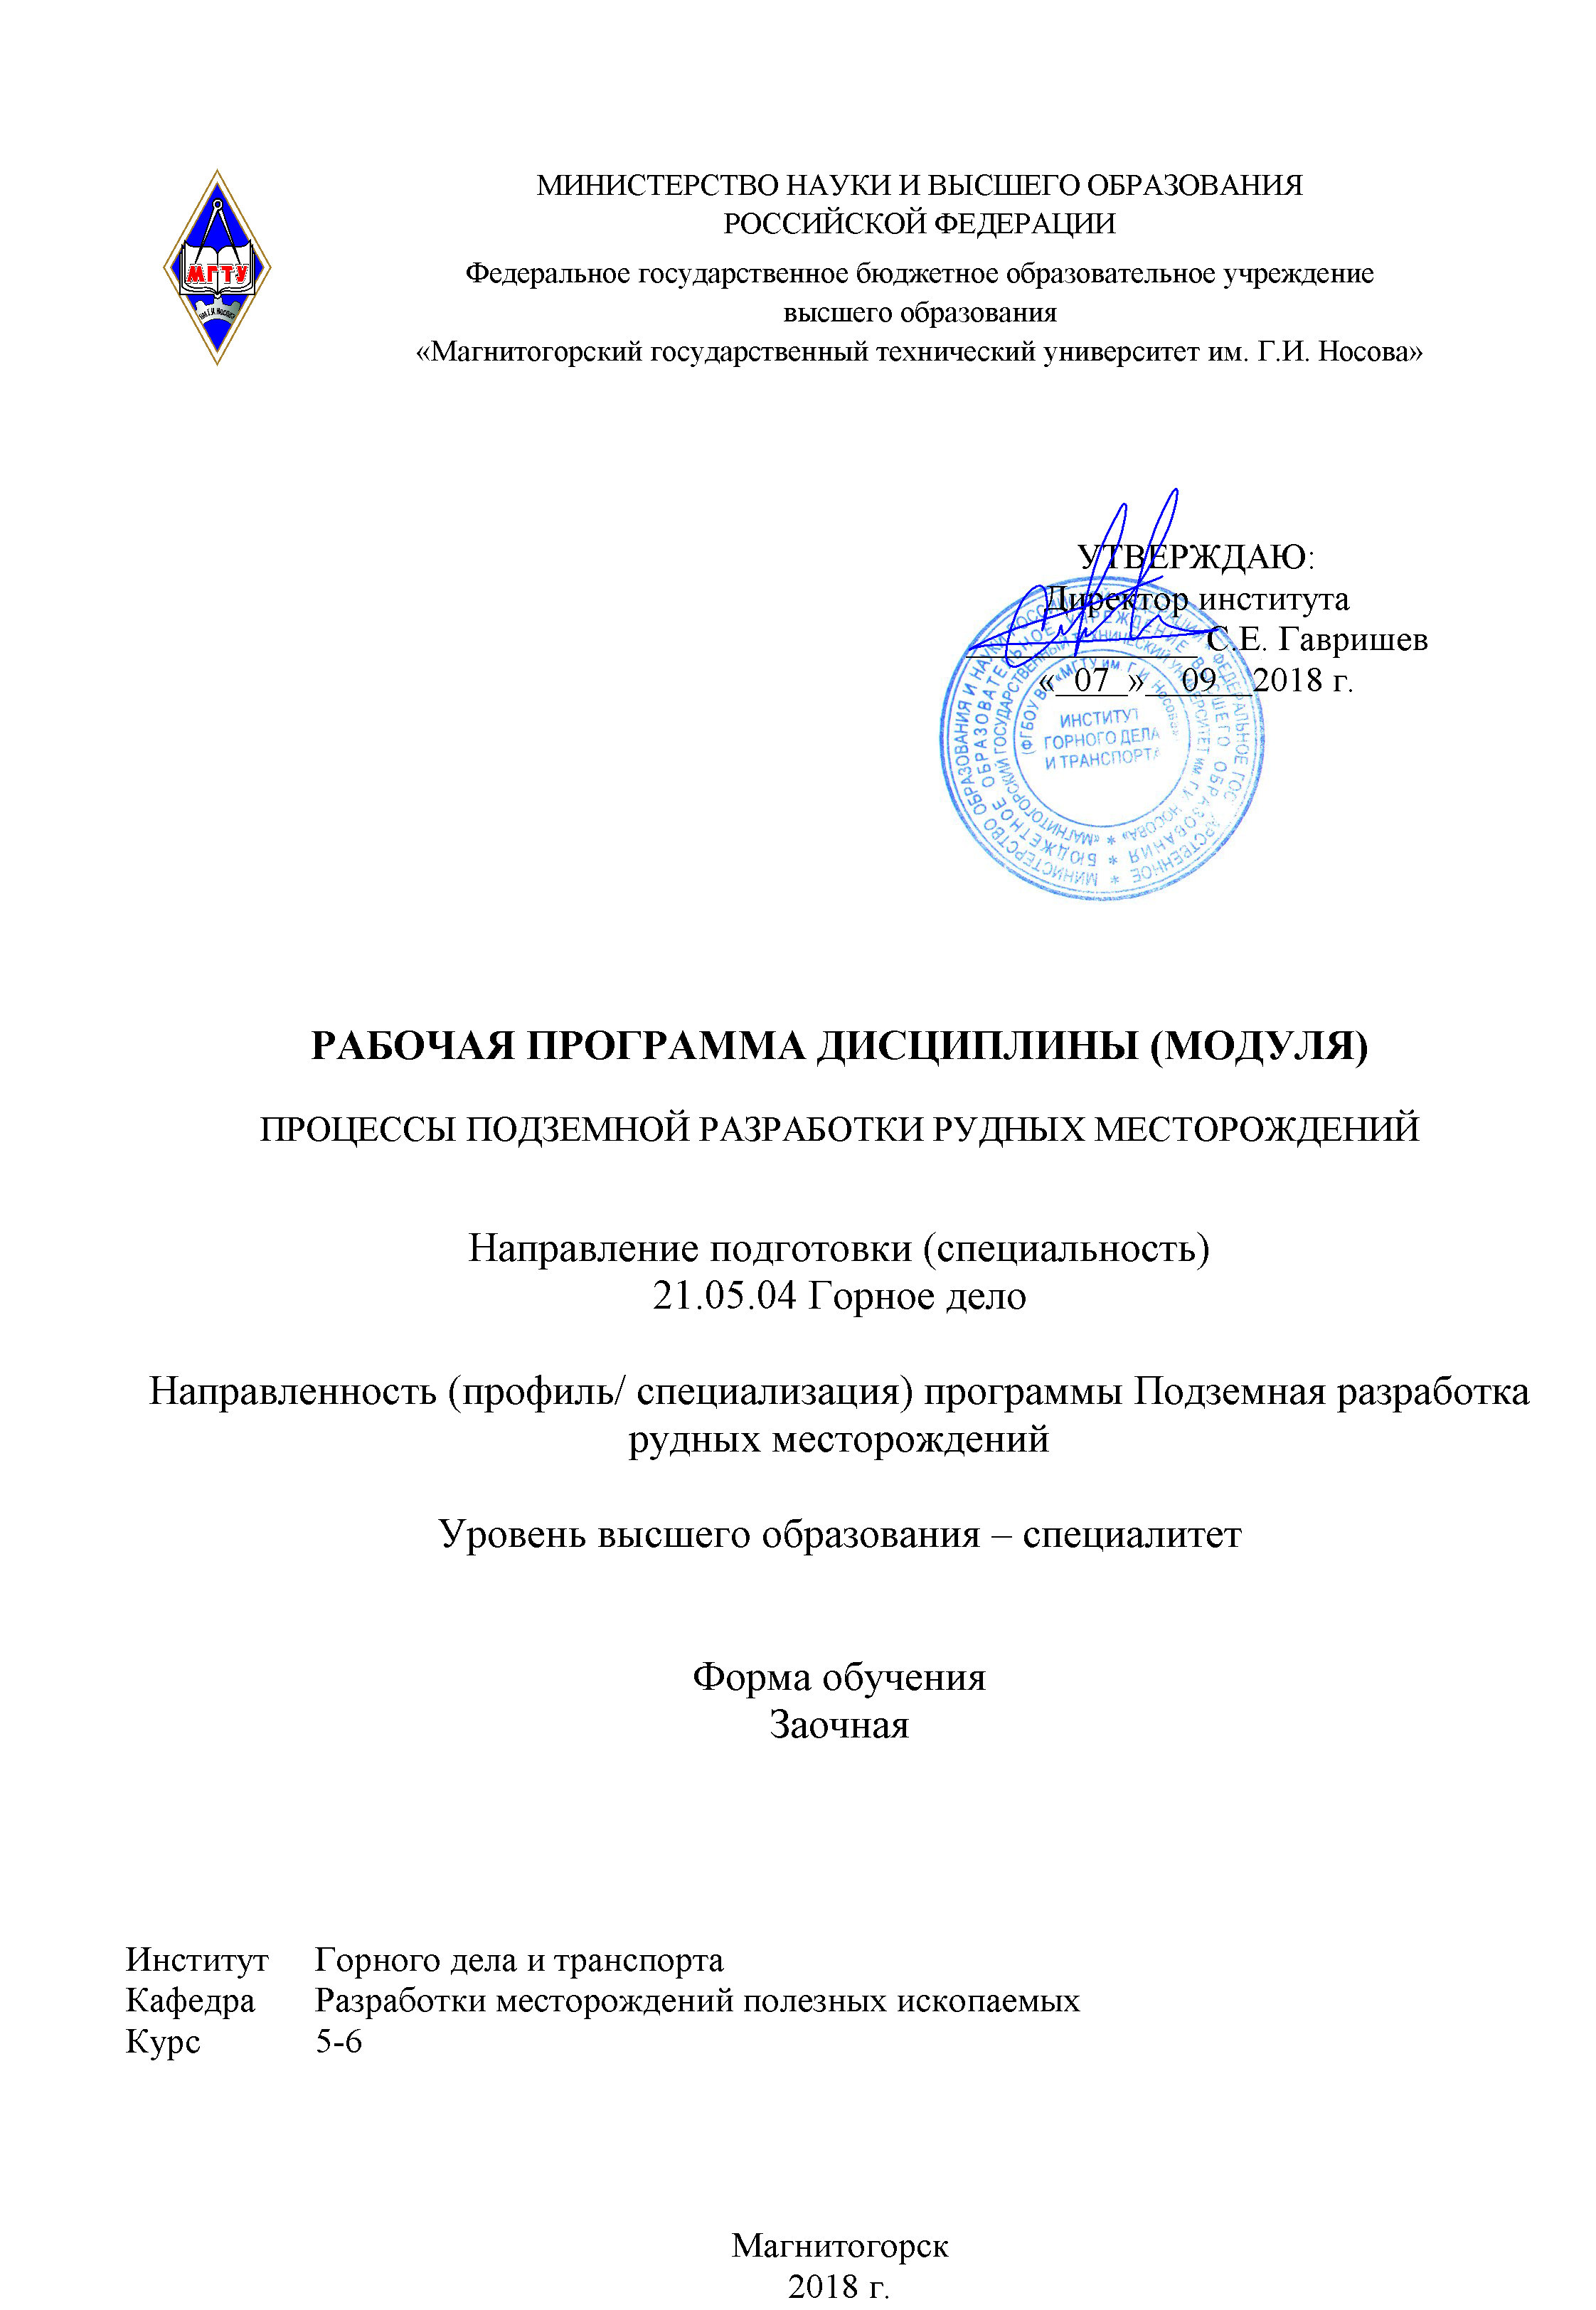 МИНИСТЕРСТВО НАУКИ И ВЫСШЕГО ОБРАЗОВАНИЯ
РОССИЙСКОЙ ФЕДЕРАЦИИ
Федеральное государственное бюджетное образовательное учреждение
высшего образования
«Магнитогорский государственный технический университет им. Г.И. Носова»
МГТУ
им. Г.И. Носова
УТВЕРЖДАЮ:
Директор института
С.Е. Гавришев
«07» 09 2018 г.
ИНСТИТУТ
ГОРНОГО ДЕЛА
И ТРАНСПОРТА
РАБОЧАЯ ПРОГРАММА ДИСЦИПЛИНЫ (МОДУЛЯ)
ПРОЦЕССЫ ПОДЗЕМНОЙ РАЗРАБОТКИ РУДНЫХ МЕСТОРОЖДЕНИЙ
Направление подготовки (специальность)
21.05.04 Горное дело
Направленность (профиль/ специализация) программы Подземная разработка
рудных месторождений
Уровень высшего образования – специалитет
Форма обучения
Заочная
Институт Горного дела и транспорта
Кафедра Разработки месторождений полезных ископаемых
Курс 5-6
Магнитогорск
2018 г.